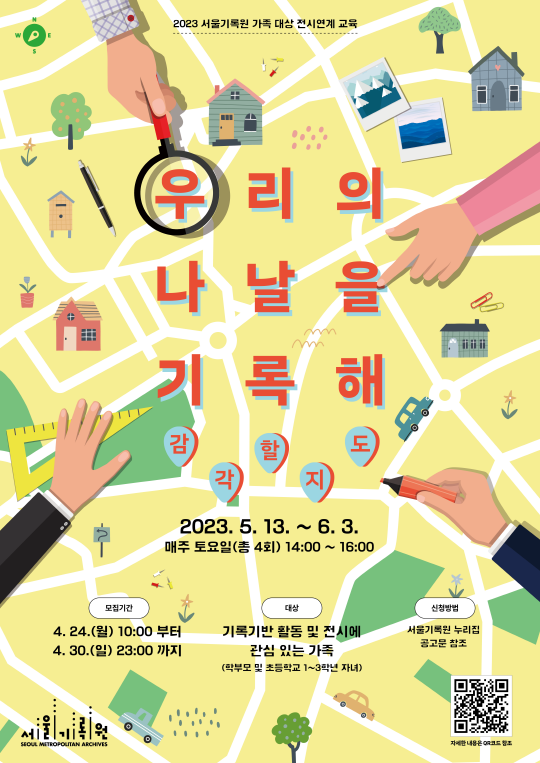 N
W E
S
2023 서울기록원 가족 대상 전시연계 교육
우리의
나날을
기록해
감각할지도
2023. 5. 13. ~ 6. 3.
매주 토요일(총 4회) 14:00 ~ 16:00
모집기간
4. 24.(월) 10:00 부터
4. 30.(일) 23:00 까지
대상
기록기반 활동 및 전시에
관심 있는 가족
(학부모 및 초등학교 1~3학년 자녀)
신청방법
서울기록원 누리집
공고문 참조
서울기록원
SEOUL METROPOLITAN ARCHIVES
자세한 내용은 QR코드 참조